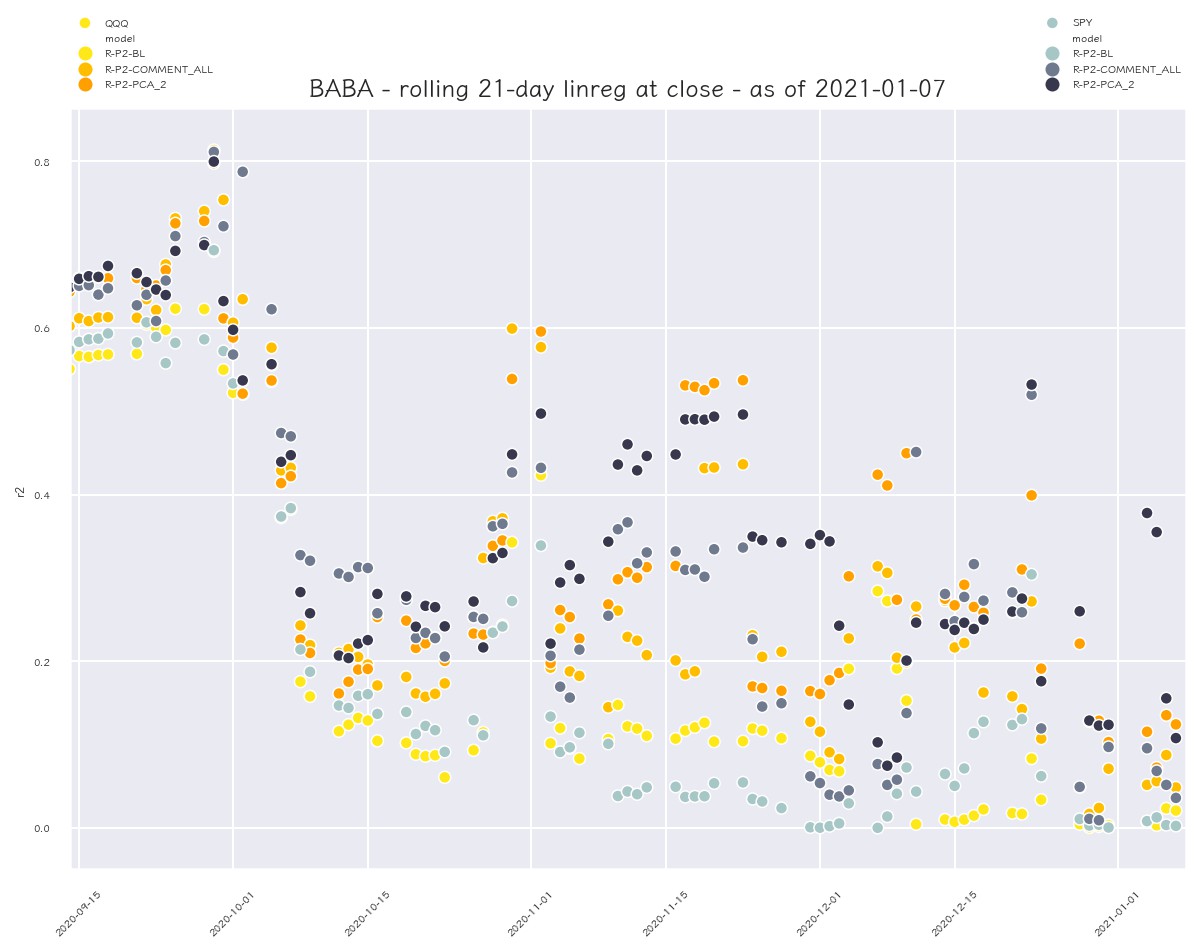 QQQ
model
R-P2-BL
R-P2-COMMENT_ALL
R-P2-PCA_2
SPY
model
R-P2-BL
R-P2-COMMENT_ALL
R-P2-PCA_2
BABA - rolling 21-day linreg at close - as of 2021-01-07
0.8
0.6
0.4
0.2
0.0
r2
2020-09-15
2020-10-01
2020-10-15
2020-11-01
2020-11-15
2020-12-01
2020-12-15
2021-01-01